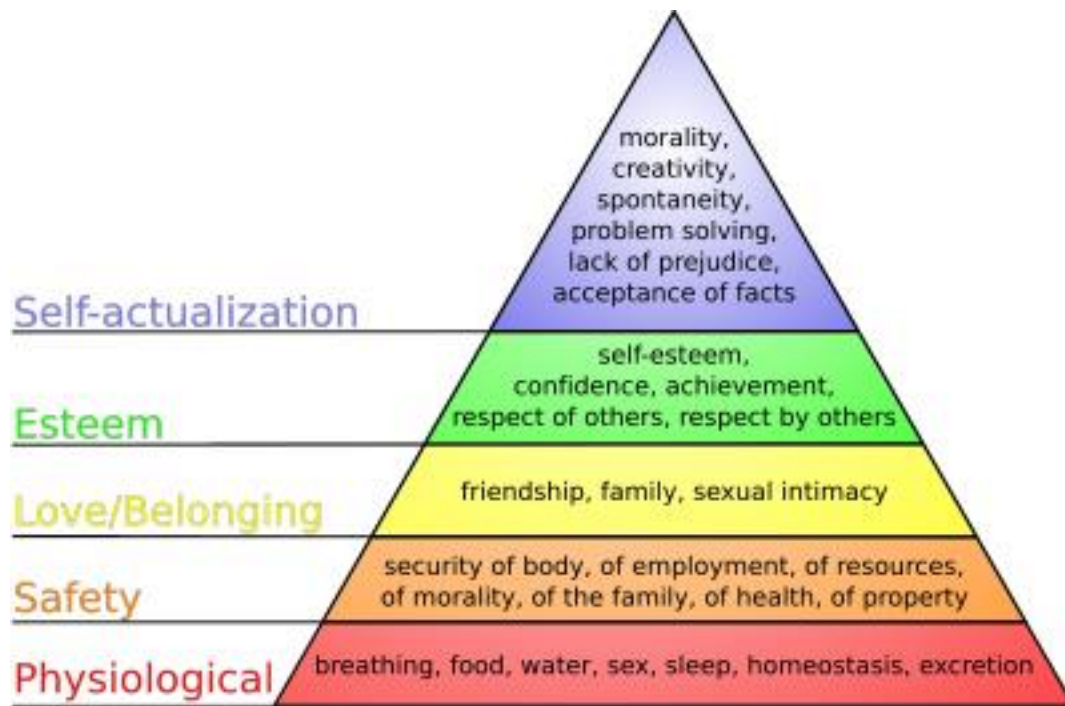 morality,
creativity,
spontaneity,
problem solving,
lack of prejudice,
acceptance of facts
Self-actualization
self-esteem,
confidence, achievement,
respect of others, respect by others
Esteem
friendship, family, sexual intimacy
Love/Belonging
security of body, of employment, of resources,
of morality, of the family, of health, of property
Safety
breathing, food, water, sex, sleep, homeostasis, excretion
Physiological